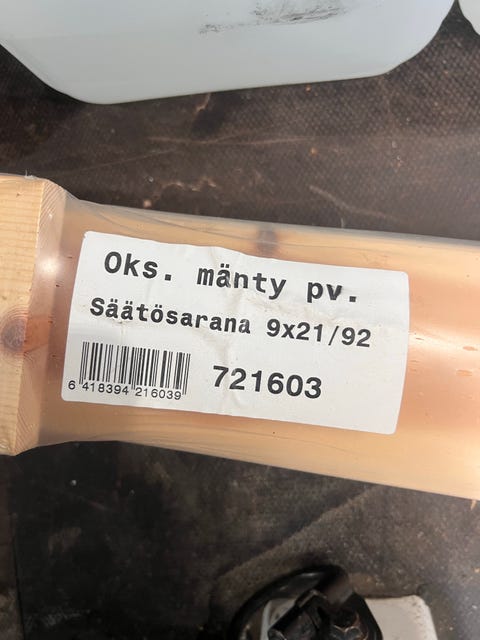 Oks. mänty pv.
Säätösarana 9x21/92
721603
6 418394 216039